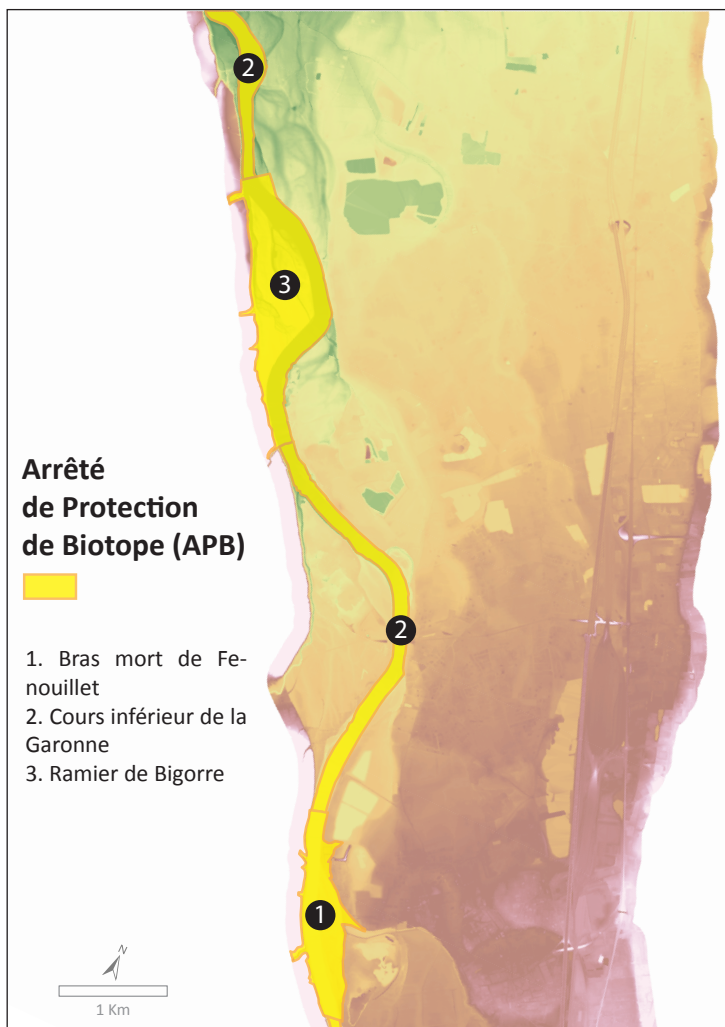 2
3
Arrêté
de Protection
de Biotope (APB)
2
1. Bras mort de Fe-
nouillet
2. Cours inférieur de la
Garonne
3. Ramier de Bigorre
1
N
1 Km